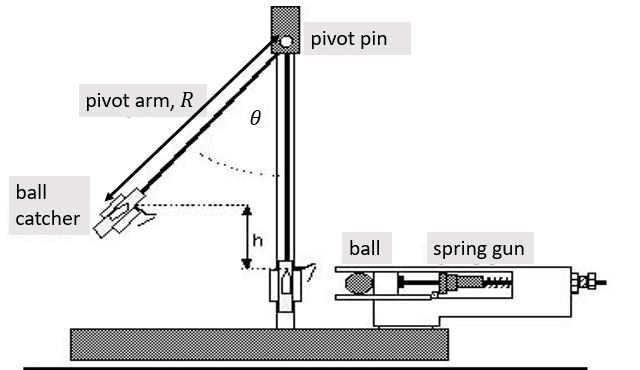 pivot pin
pivot arm, R
θ
ball
catcher
h
ball
spring gun